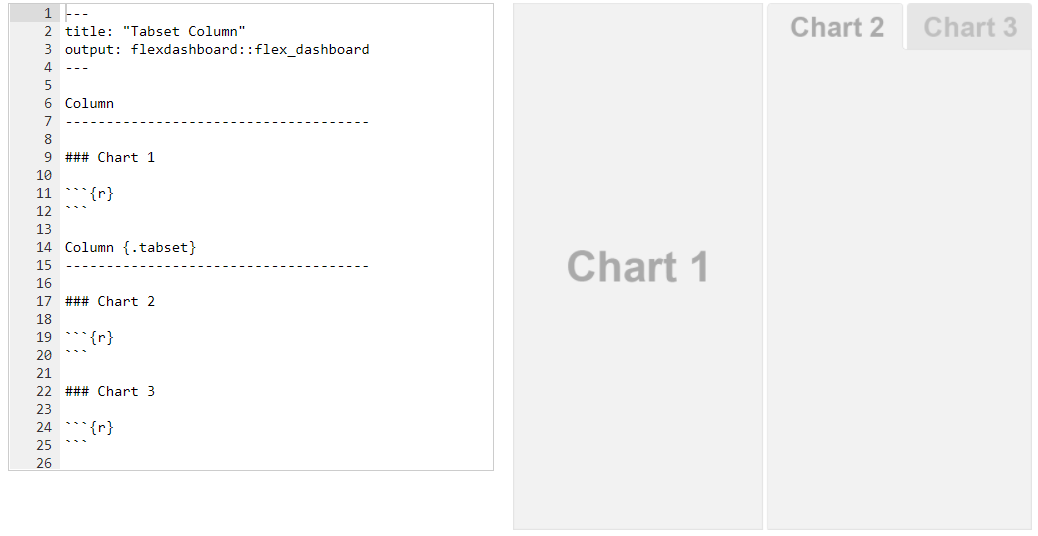 1 ---
2 title: "Tabset Column"
3 output: flexdashboard::flex_dashboard
4 ---
5
6 Column
7 -------------------------------------
8
9 ### Chart 1
10
11 ```{r}
12 ```
13
14 Column {.tabset}
15 -------------------------------------
16
17 ### Chart 2
18
19 ```{r}
20 ```
21
22 ### Chart 3
23
24 ```{r}
25 ```
26
Chart 1
Chart 2
Chart 3